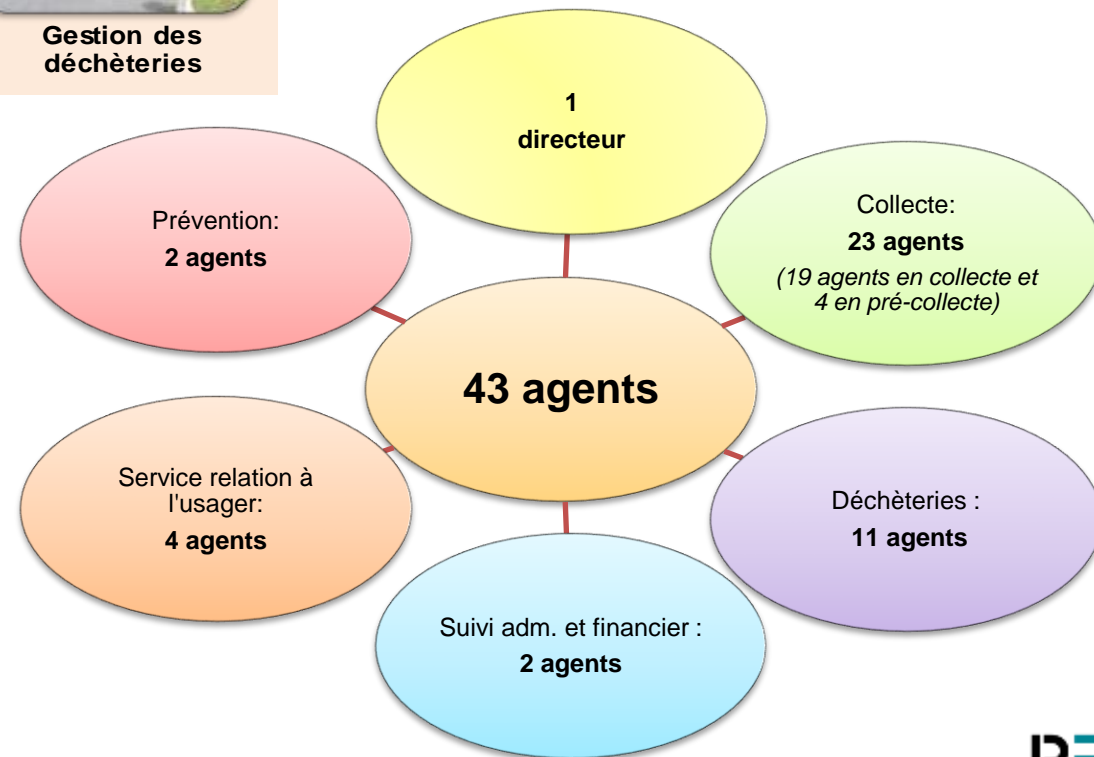 Gestion des
déchèteries
1
directeur
Prévention:
2 agents
Collecte:
23 agents
(19 agents en collecte et
4 en pré-collecte)
43 agents
Service relation à
l'usager:
4 agents
Déchèteries :
11 agents
Suivi adm. et financier :
2 agents